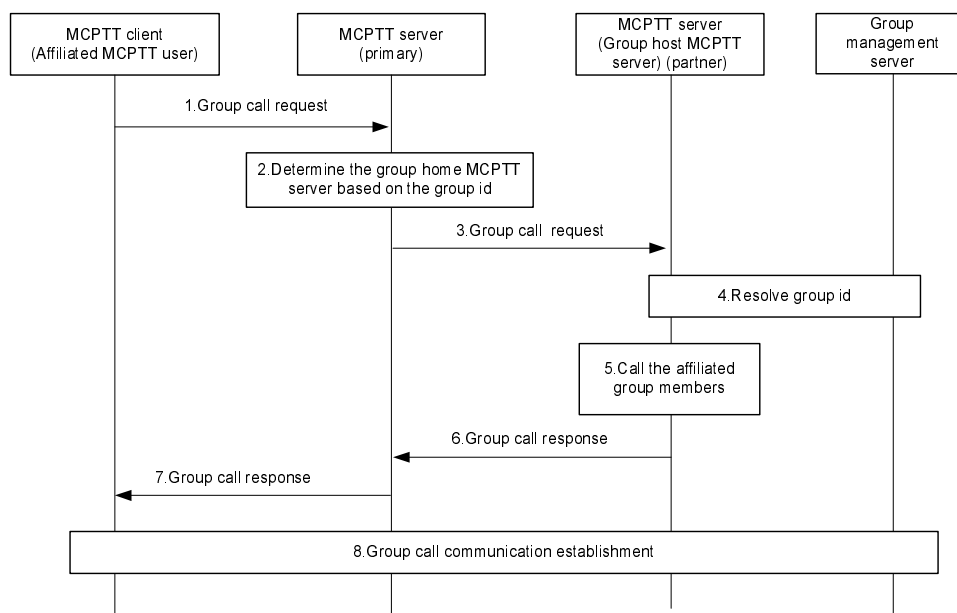 MCPTT client
(Affiliated MCPTT user)
MCPTT server
(primary)
MCPTT server
(Group host MCPTT
server) (partner)
Group
management
server
1.Group call request
2.Determine the group home MCPTT
server based on the group id
3.Group call request
4.Resolve group id
5.Call the affiliated
group members
6.Group call response
7.Group call response
8.Group call communication establishment